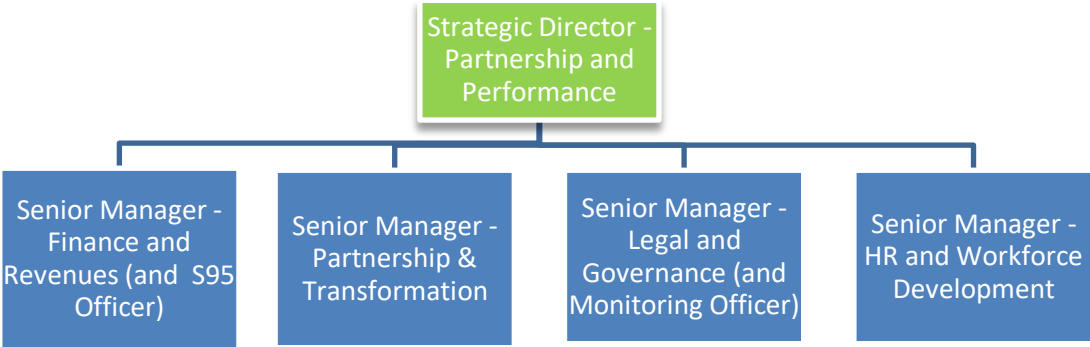 Strategic Director -
Partnership and
Performance
Senior Manager -
Finance and
Revenues (and  S95
Officer)
Senior Manager -
Partnership &
Transformation
Senior Manager -
Legal and
Governance (and
Monitoring Officer)
Senior Manager -
HR and Workforce
Development